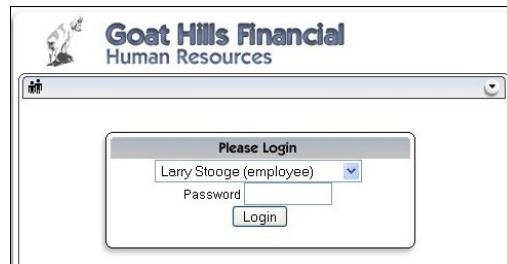 Goat Hills Financial
Human Resources
Please Login
Larry Stooge (employee)
Password
Login